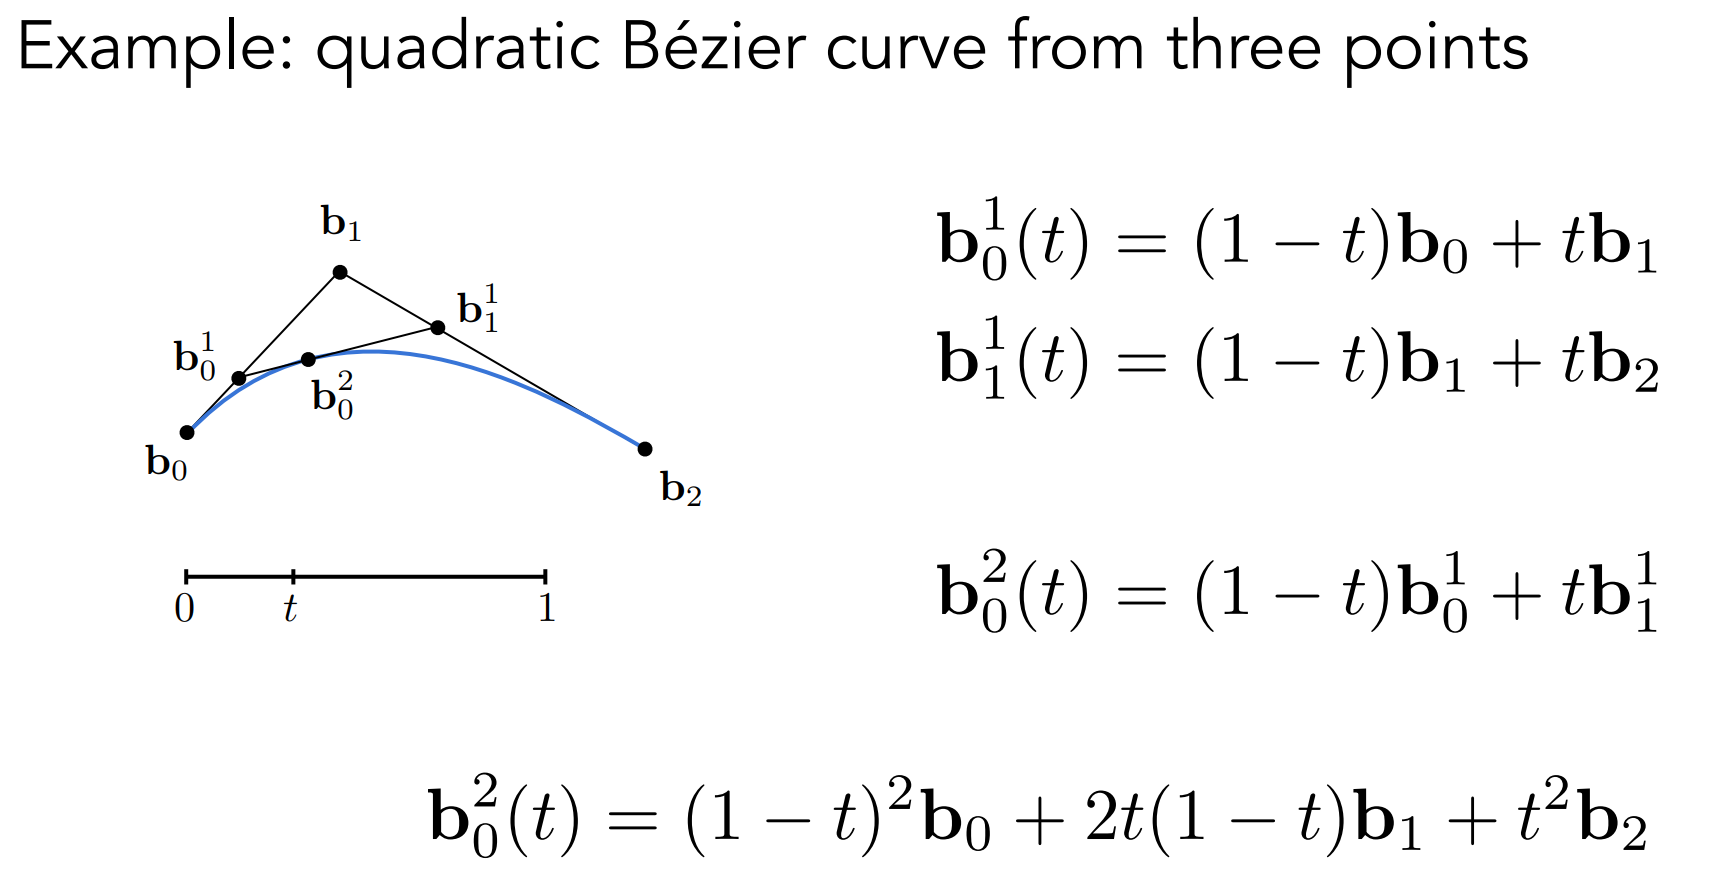 Example: quadratic Bézier curve from three points
b₁
b₁¹
b₀¹
b₀²
b₀
b₂
0 t 1
b₀¹(t) = (1 − t)b₀ + tb₁
b₁¹(t) = (1 − t)b₁ + tb₂
b₀²(t) = (1 − t)b₀¹ + tb₁¹
b₀²(t) = (1 − t)²b₀ + 2t(1 − t)b₁ + t²b₂